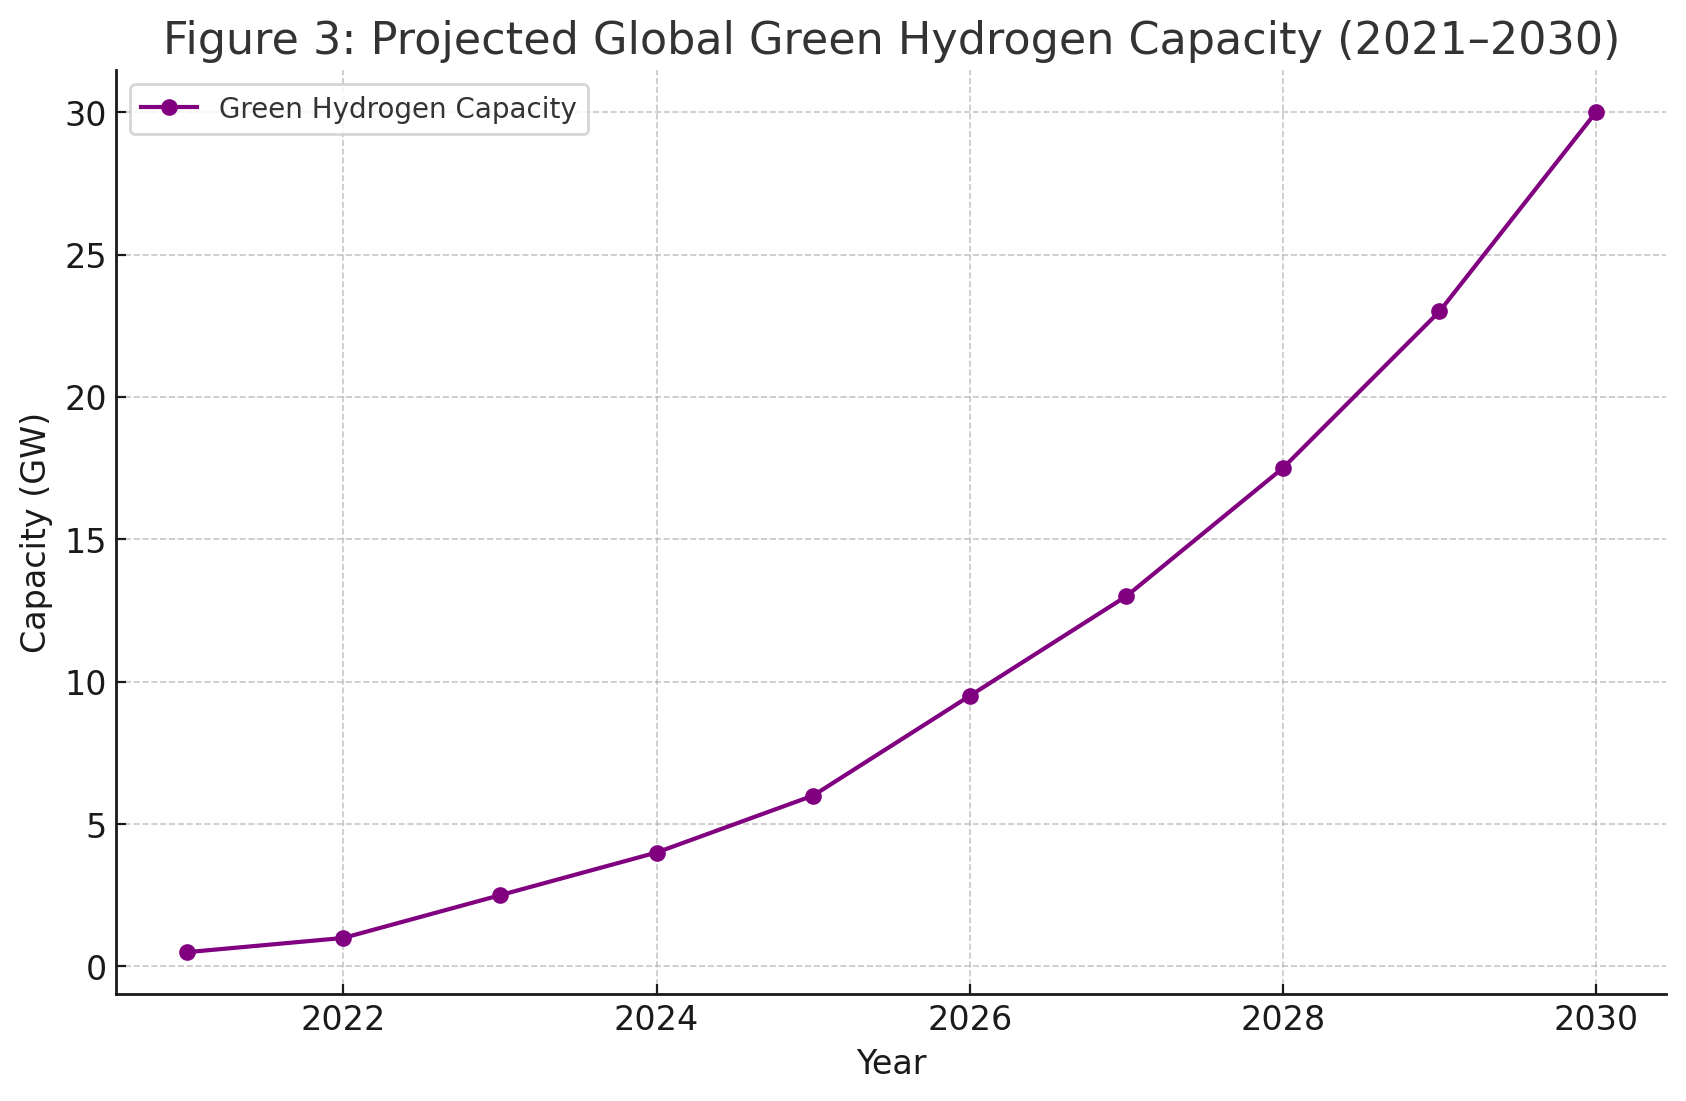 Figure 3: Projected Global Green Hydrogen Capacity (2021–2030)
Green Hydrogen Capacity
30
25
20
15
10
5
0
Capacity (GW)
2022 2024 2026 2028 2030
Year